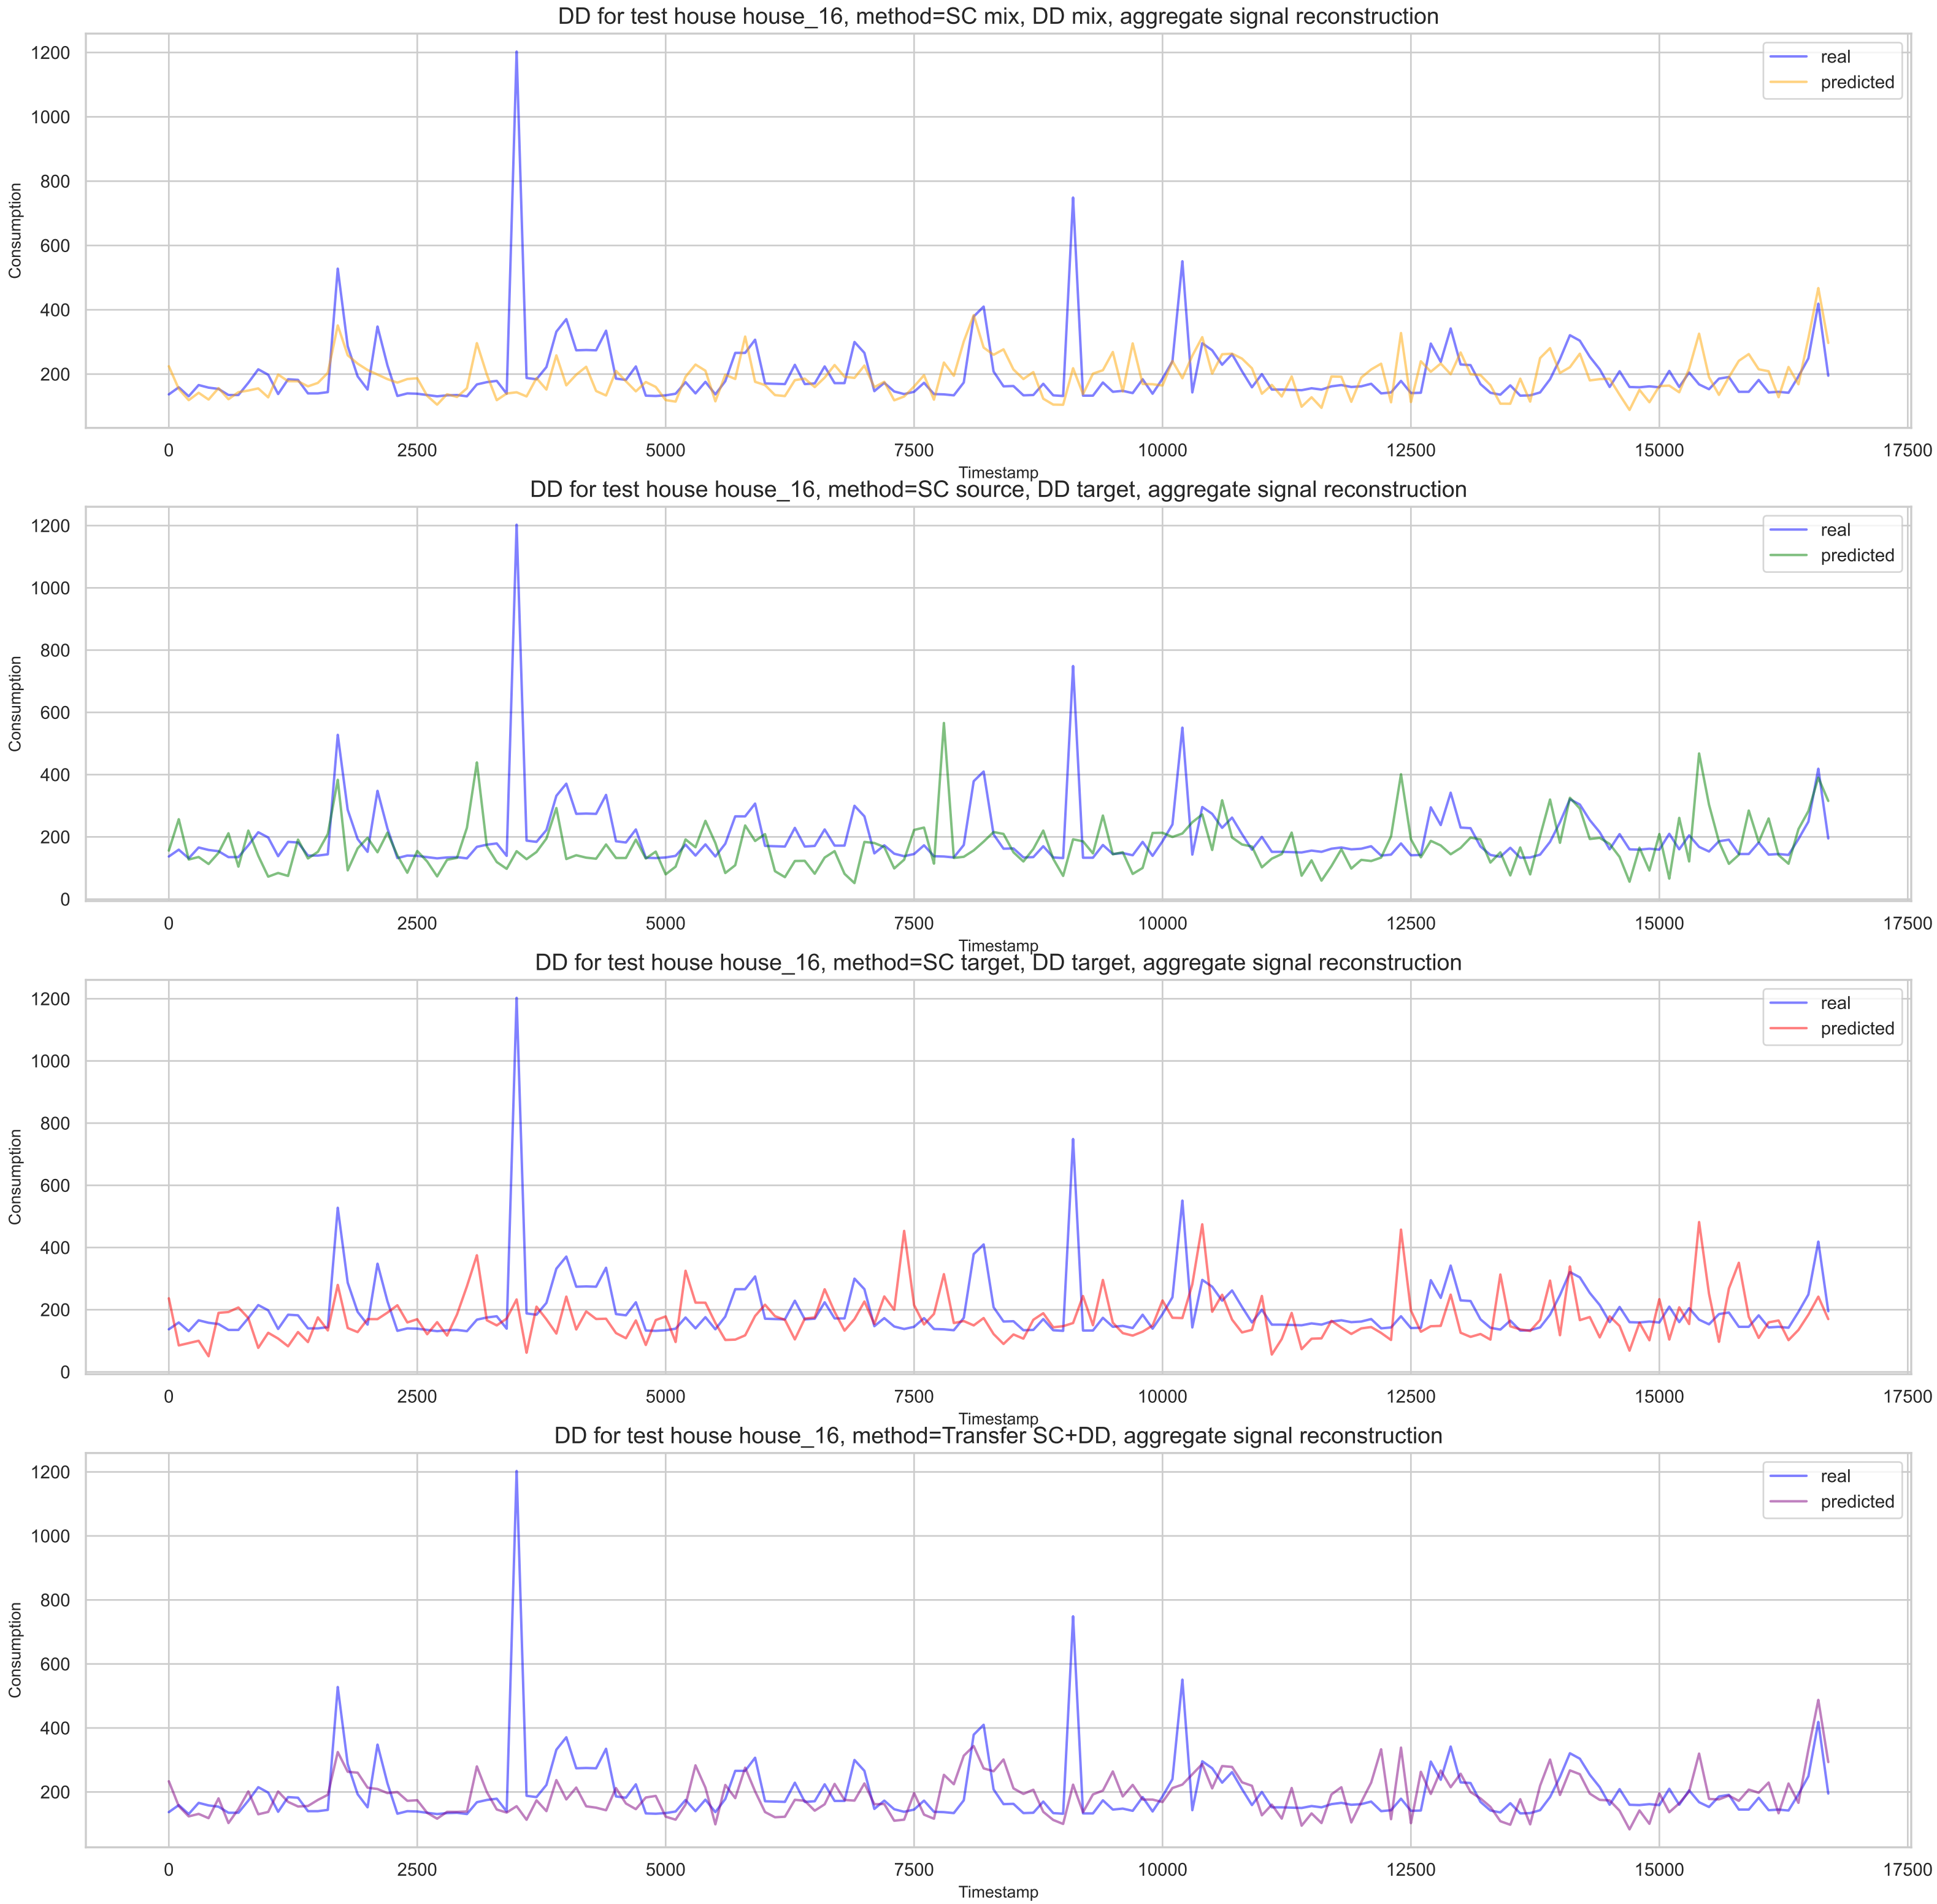 DD for test house house_16, method=SC mix, DD mix, aggregate signal reconstruction
1200
1000
800
600
400
200
Consumption
real
predicted
0 2500 5000 7500 10000 12500 15000 17500
Timestamp
DD for test house house_16, method=SC source, DD target, aggregate signal reconstruction
1200
1000
800
600
400
200
0
Consumption
real
predicted
0 2500 5000 7500 10000 12500 15000 17500
Timestamp
DD for test house house_16, method=SC target, DD target, aggregate signal reconstruction
1200
1000
800
600
400
200
0
Consumption
real
predicted
0 2500 5000 7500 10000 12500 15000 17500
Timestamp
DD for test house house_16, method=Transfer SC+DD, aggregate signal reconstruction
1200
1000
800
600
400
200
Consumption
real
predicted
0 2500 5000 7500 10000 12500 15000 17500
Timestamp